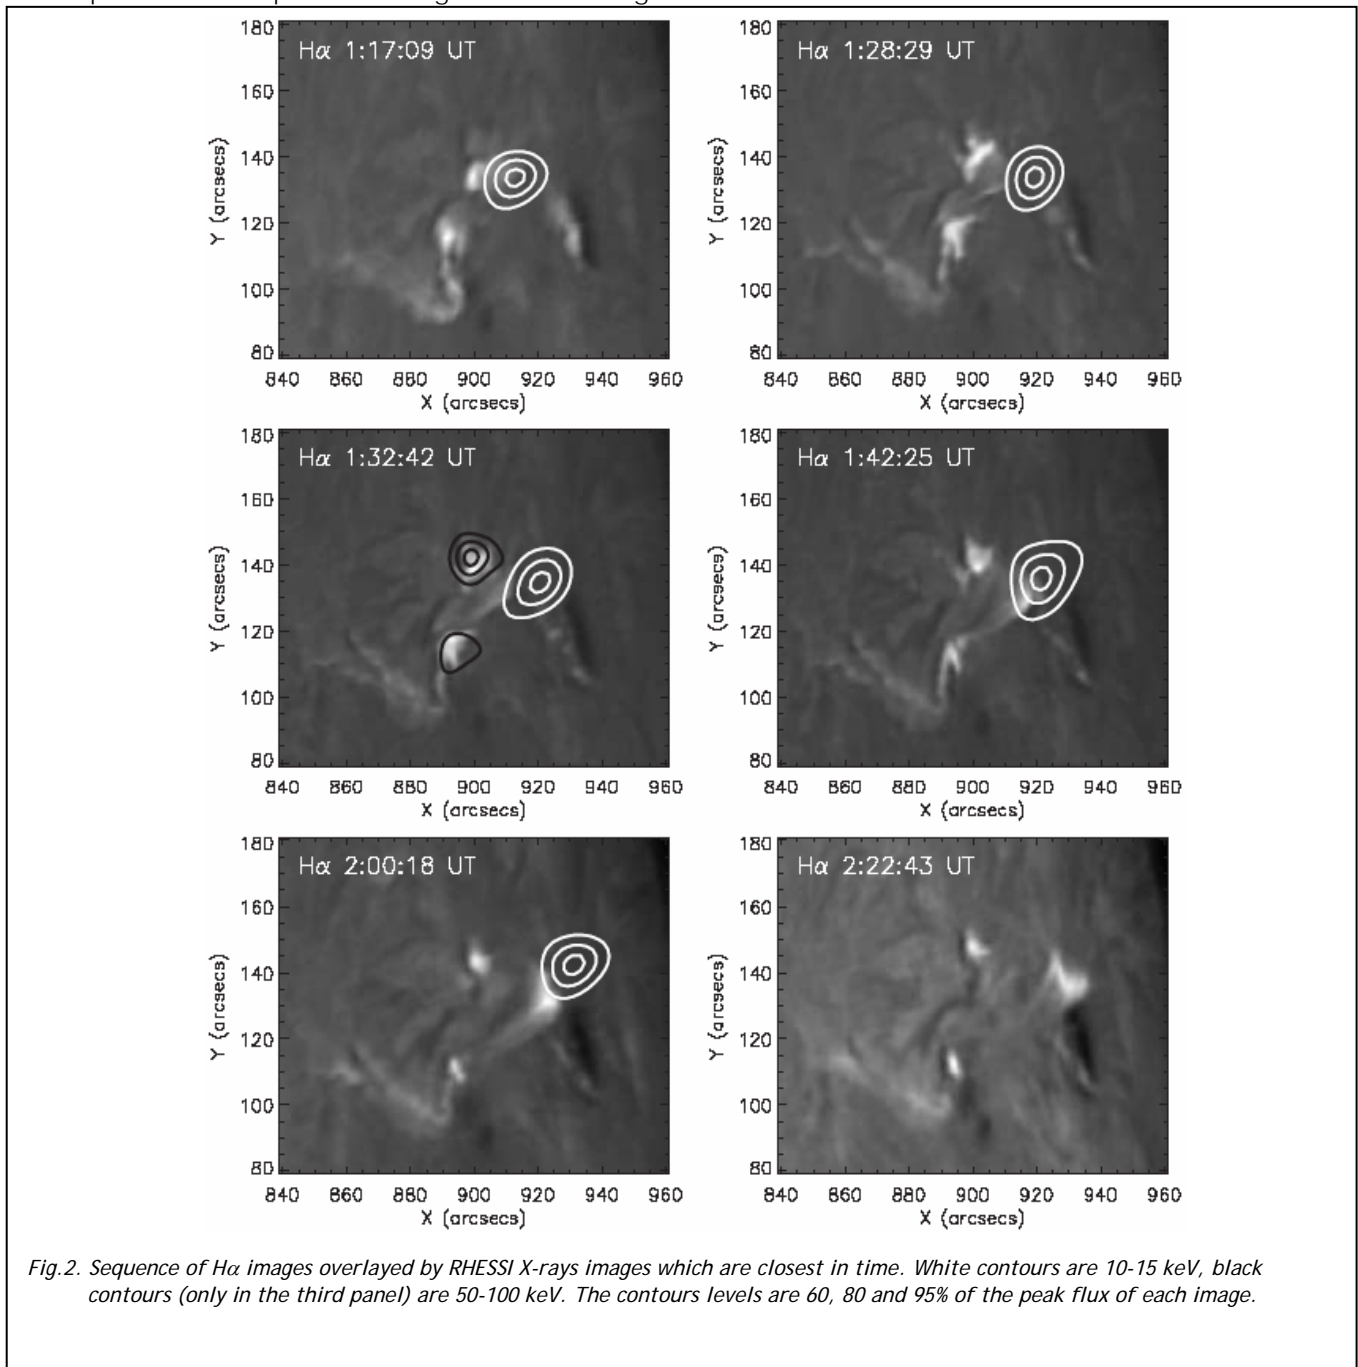 Hα 1:17:09 UT
180
160
140
120
100
80
Y (arcsecs)
840 860 880 900 920 940 960
X (arcsecs)
Hα 1:28:29 UT
180
160
140
120
100
80
Y (arcsecs)
840 860 880 900 920 940 960
X (arcsecs)
Hα 1:32:42 UT
180
160
140
120
100
80
Y (arcsecs)
840 860 880 900 920 940 960
X (arcsecs)
Hα 1:42:25 UT
180
160
140
120
100
80
Y (arcsecs)
840 860 880 900 920 940 960
X (arcsecs)
Hα 2:00:18 UT
180
160
140
120
100
80
Y (arcsecs)
840 860 880 900 920 940 960
X (arcsecs)
Hα 2:22:43 UT
180
160
140
120
100
80
Y (arcsecs)
840 860 880 900 920 940 960
X (arcsecs)
Fig.2. Sequence of Hα images overlayed by RHESSI X-rays images which are closest in time. White contours are 10-15 keV, black
contours (only in the third panel) are 50-100 keV. The contours levels are 60, 80 and 95% of the peak flux of each image.